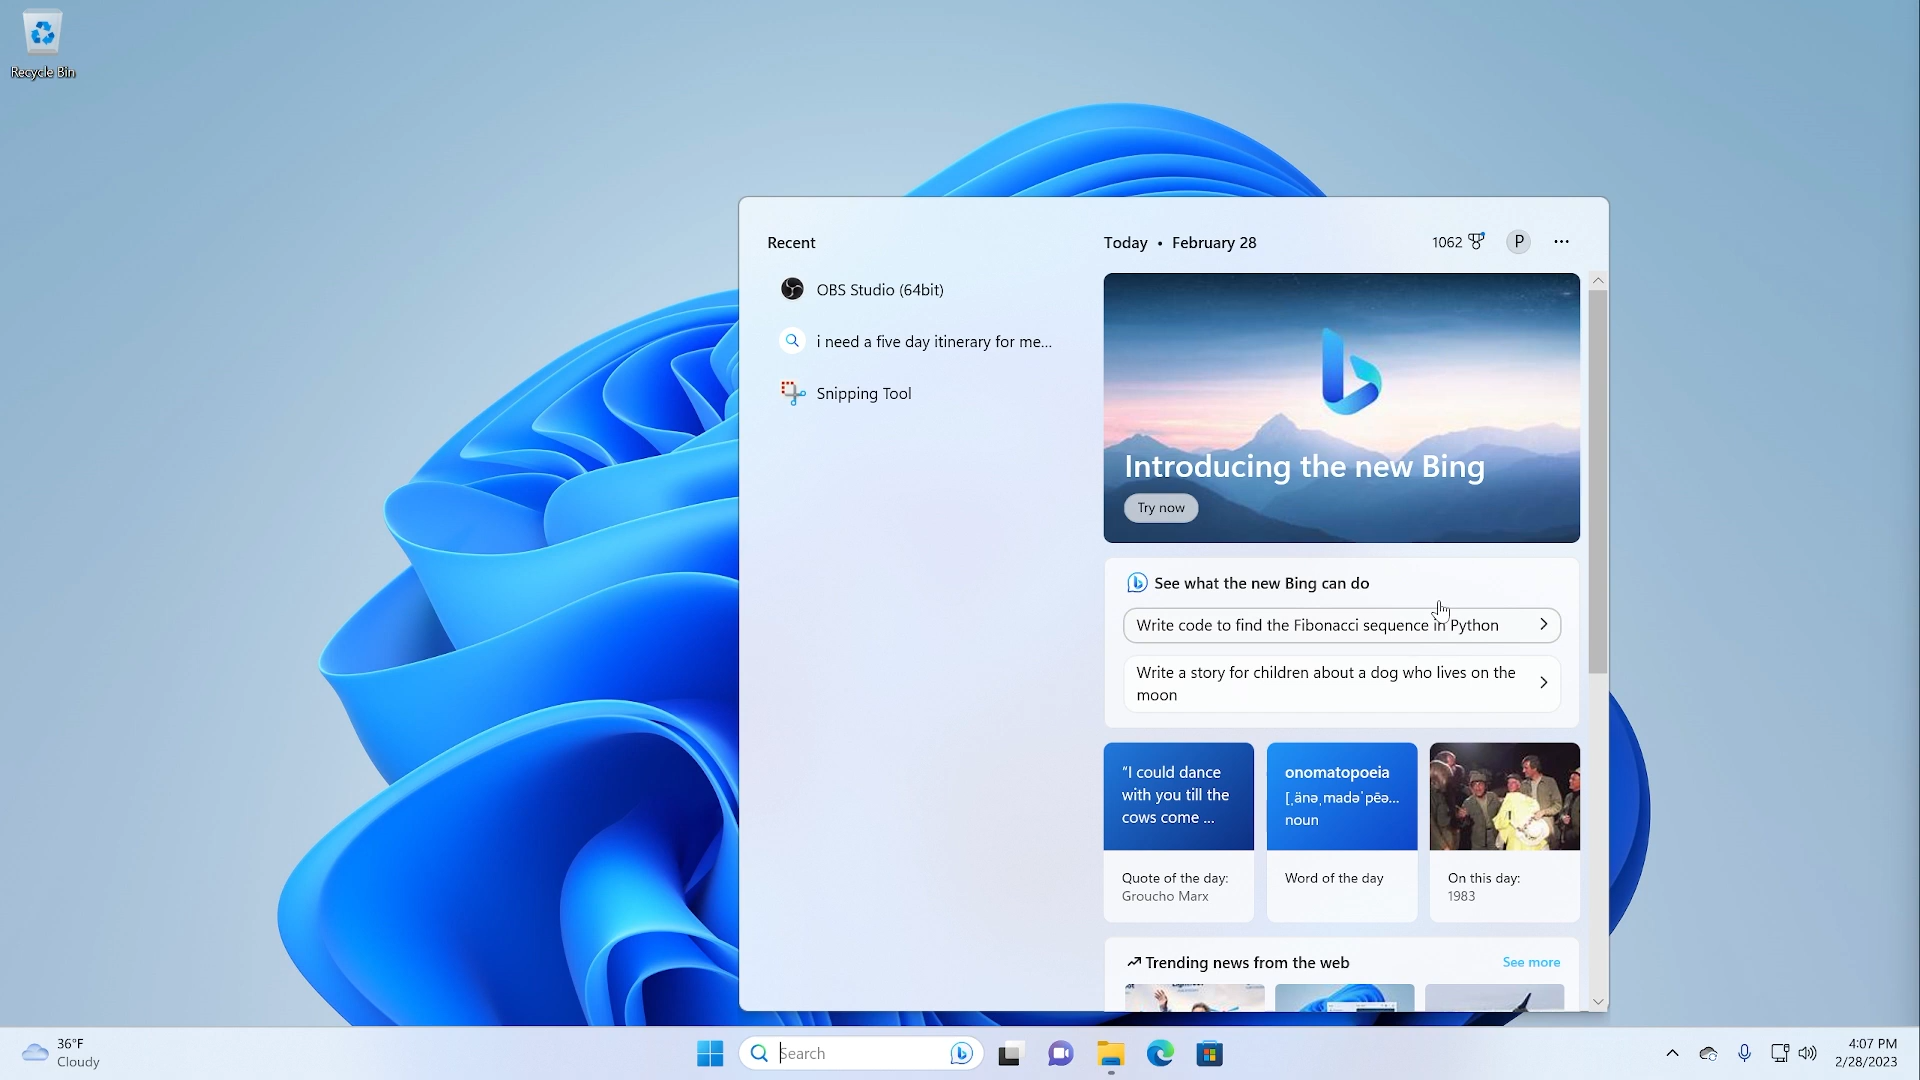 Recycle Bin
Recent
OBS Studio (64bit)
i need a five day itinerary for me...
Snipping Tool
Today • February 28
1062
P
Introducing the new Bing
Try now
See what the new Bing can do
Write code to find the Fibonacci sequence in Python
Write a story for children about a dog who lives on the
moon
“I could dance
with you till the
cows come ...
Quote of the day:
Groucho Marx
onomatopoeia
[ˌänəˌmadəˈpēə...
noun
Word of the day
On this day:
1983
Trending news from the web
See more
36°F
Cloudy
Search
4:07 PM
2/28/2023